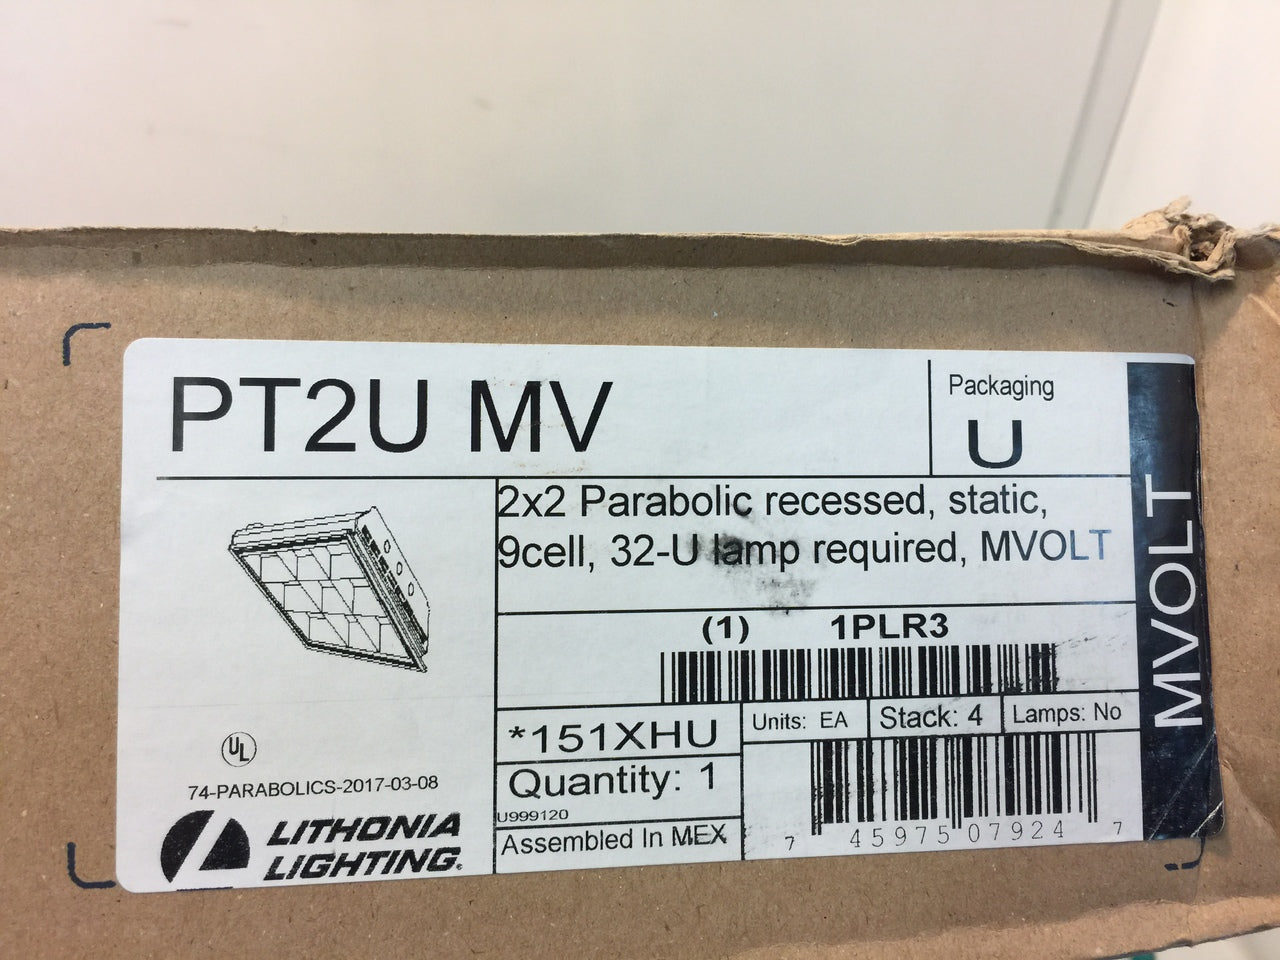 PT2U MV
Packaging
U
2x2 Parabolic recessed, static,
9cell, 32-U lamp required, MVOLT
MVOLT
(1) 1PLR3
*151XHU
Units: EA
Stack: 4
Lamps: No
Quantity: 1
U999120
Assembled In MEX
7 45975 07924 7
UL
74-PARABOLICS-2017-03-08
LITHONIA
LIGHTING®